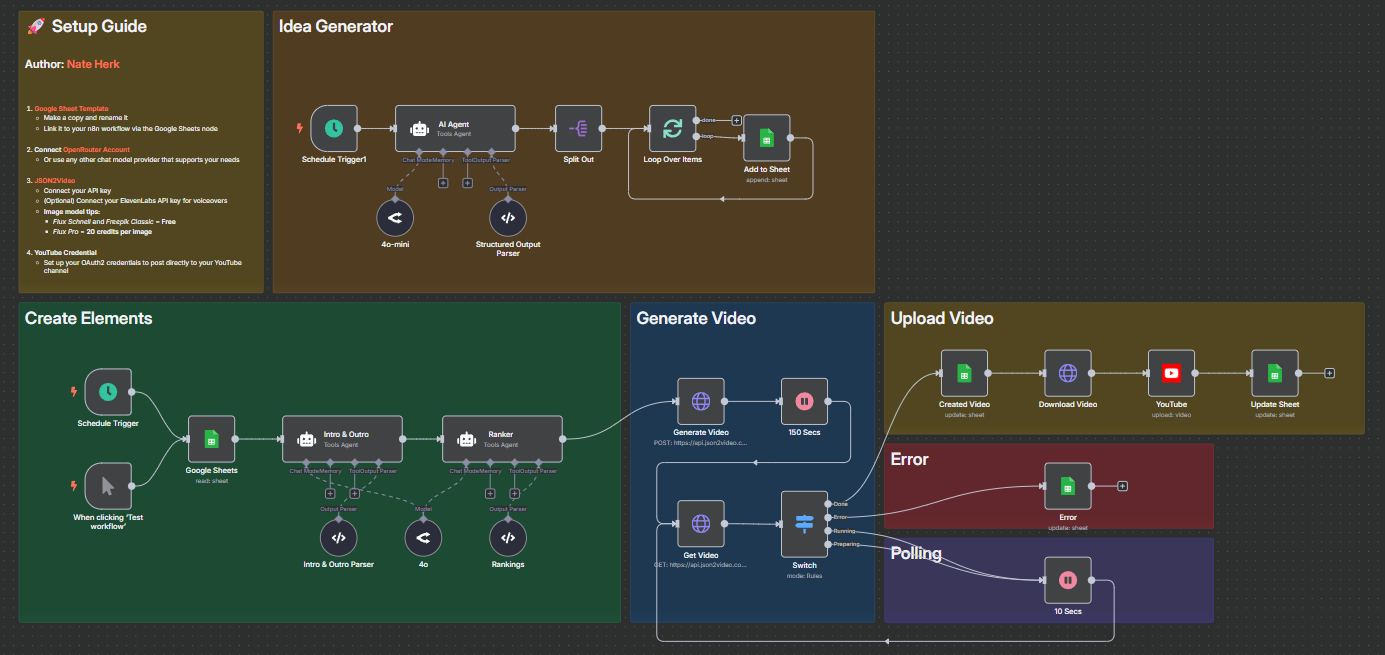 🚀 Setup Guide
Author: Nate Herk
1. Google Sheet Template
Make a copy and rename it
Link it to your n8n workflow via the Google Sheets node
2. Connect OpenRouter Account
Or use any other chat model provider that supports your needs
3. JSON2Video
Connect your API key
(Optional) Connect your ElevenLabs API key for voiceovers
Image model tips:
Flux Schnell and Freepik Classic = Free
Flux Pro = 20 credits per image
4. YouTube Credential
Set up your OAuth2 credentials to post directly to your YouTube
channel
Idea Generator
Schedule Trigger1
AI Agent
Tools Agent
Chat Model
Memory
Tool
Output Parser
Model
4o-mini
Output Parser
Structured Output
Parser
Split Out
Loop Over Items
done
loop
Add to Sheet
append: sheet
Create Elements
Schedule Trigger
When clicking 'Test
workflow'
Google Sheets
read: sheet
Intro & Outro
Tools Agent
Chat Model
Memory
Tool
Output Parser
Ranker
Tools Agent
Chat Model
Memory
Tool
Output Parser
Output Parser
Intro & Outro Parser
Model
4o
Output Parser
Rankings
Generate Video
Generate Video
POST: https://api.json2video.co...
150 Secs
Get Video
GET: https://api.json2video.co...
Switch
mode: Rules
Done
Error
Running
Preparing
Upload Video
Created Video
update: sheet
Download Video
YouTube
upload: video
Update Sheet
update: sheet
Error
Error
update: sheet
Polling
10 Secs